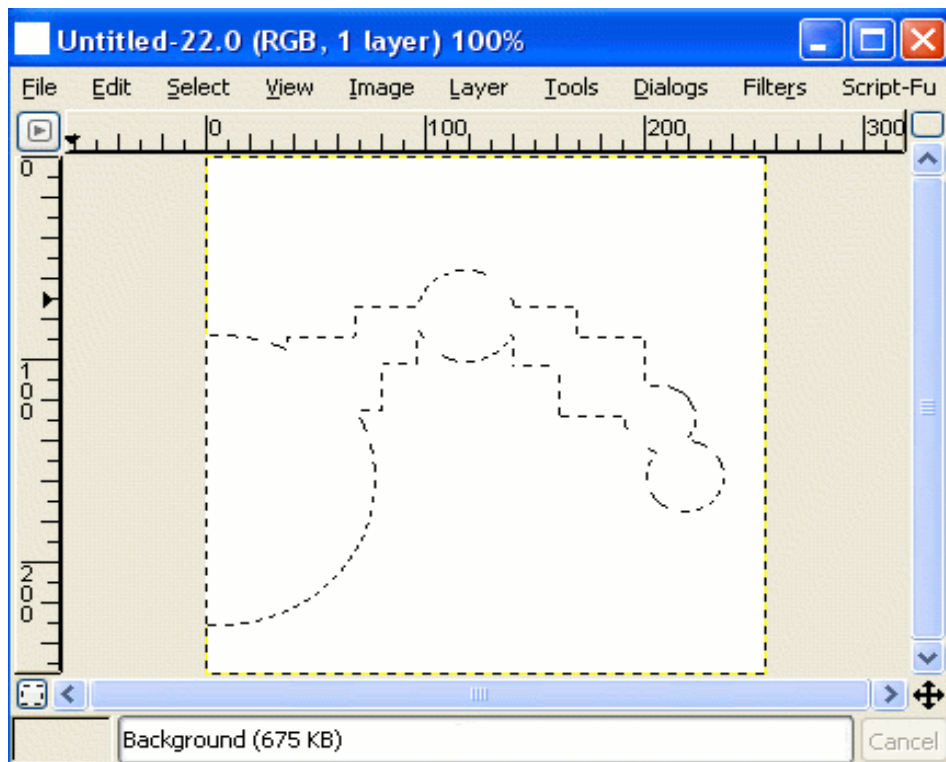 Untitled-22.0 (RGB, 1 layer) 100%
File Edit Select View Image Layer Tools Dialogs Filters Script-Fu
0 100 200 300
0
100
200
Background (675 KB)
Cancel